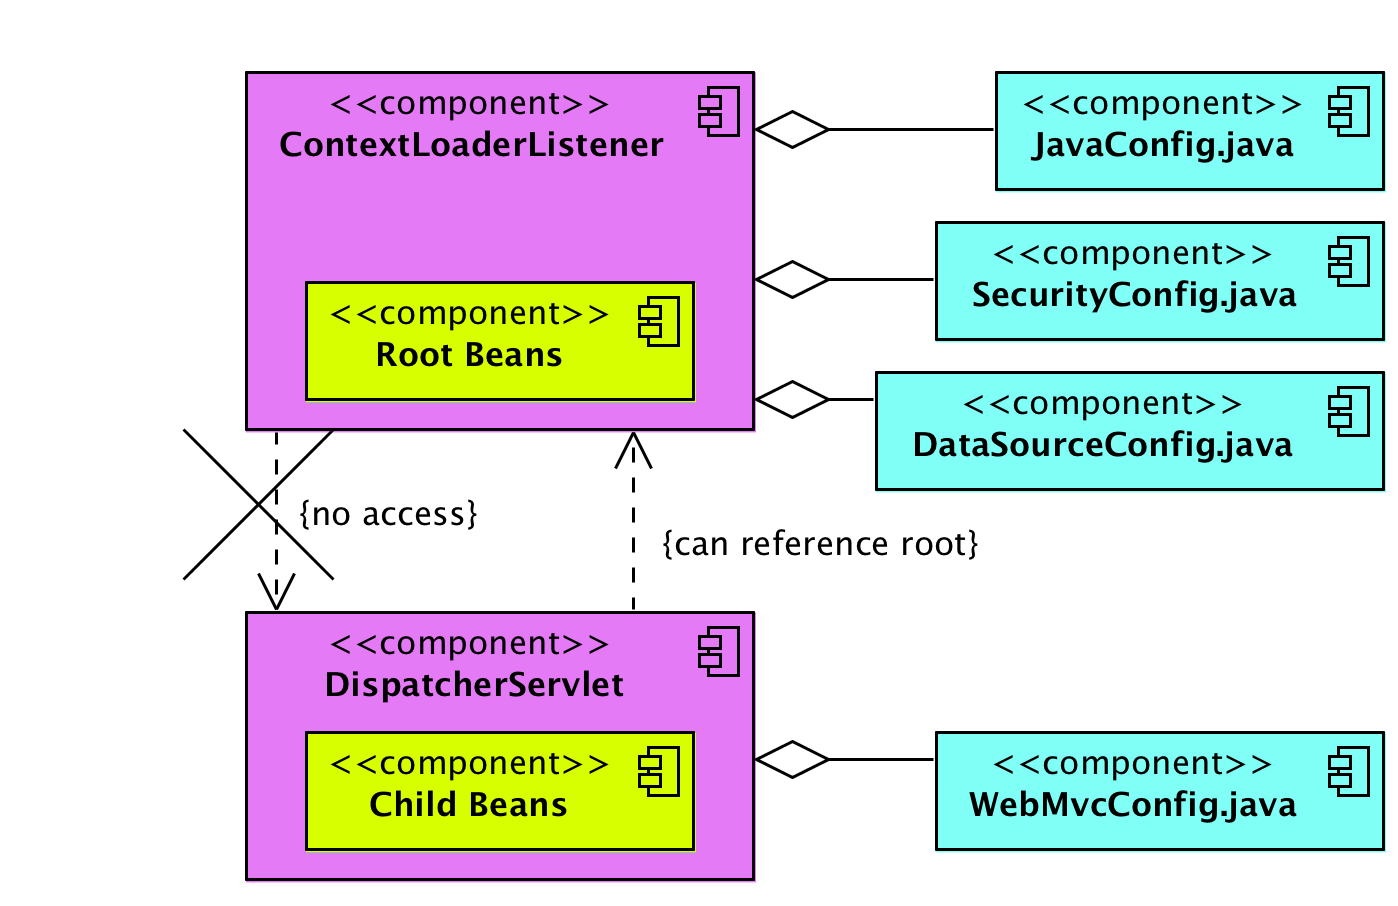 <<component>>
ContextLoaderListener
<<component>>
JavaConfig.java
<<component>>
SecurityConfig.java
<<component>>
Root Beans
<<component>>
DataSourceConfig.java
{no access}
{can reference root}
<<component>>
DispatcherServlet
<<component>>
Child Beans
<<component>>
WebMvcConfig.java